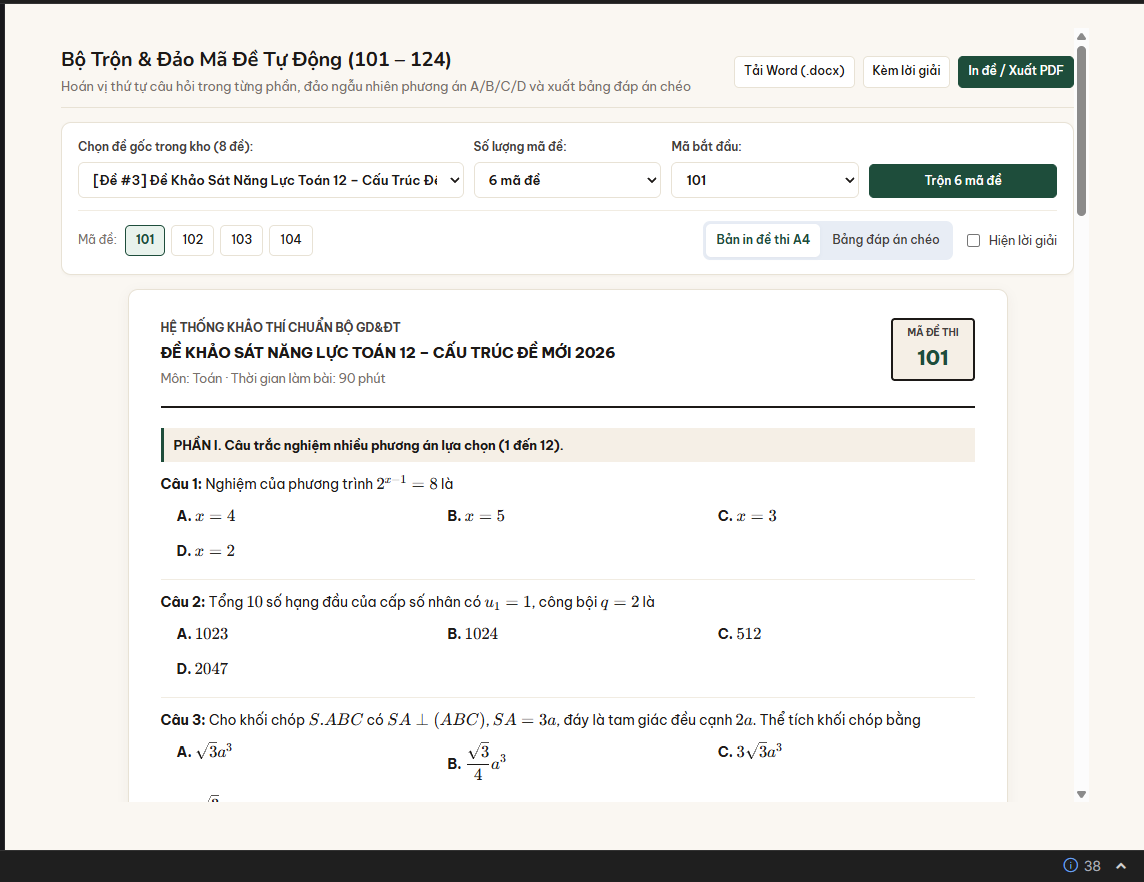 Bộ Trộn & Đảo Mã Đề Tự Động (101 – 124)
Hoán vị thứ tự câu hỏi trong từng phần, đảo ngẫu nhiên phương án A/B/C/D và xuất bảng đáp án chéo
Tải Word (.docx)
Kèm lời giải
In đề / Xuất PDF
Chọn đề gốc trong kho (8 đề):
Số lượng mã đề:
Mã bắt đầu:
[Đề #3] Đề Khảo Sát Năng Lực Toán 12 – Cấu Trúc Đề
6 mã đề
101
Trộn 6 mã đề
Mã đề: 101 102 103 104
Bản in đề thi A4
Bảng đáp án chéo
Hiện lời giải
HỆ THỐNG KHẢO THÍ CHUẨN BỘ GD&ĐT
ĐỀ KHẢO SÁT NĂNG LỰC TOÁN 12 – CẤU TRÚC ĐỀ MỚI 2026
Môn: Toán · Thời gian làm bài: 90 phút
MÃ ĐỀ THI
101
PHẦN I. Câu trắc nghiệm nhiều phương án lựa chọn (1 đến 12).
Câu 1: Nghiệm của phương trình $2^{x-1} = 8$ là
A. $x = 4$ B. $x = 5$ C. $x = 3$
D. $x = 2$
Câu 2: Tổng 10 số hạng đầu của cấp số nhân có $u_1 = 1$, công bội $q = 2$ là
A. 1023 B. 1024 C. 512
D. 2047
Câu 3: Cho khối chóp $S.ABC$ có $SA \perp (ABC)$, $SA = 3a$, đáy là tam giác đều cạnh $2a$. Thể tích khối chóp bằng
A. $\sqrt{3}a^3$ B. $\frac{\sqrt{3}}{4}a^3$ C. $3\sqrt{3}a^3$
38